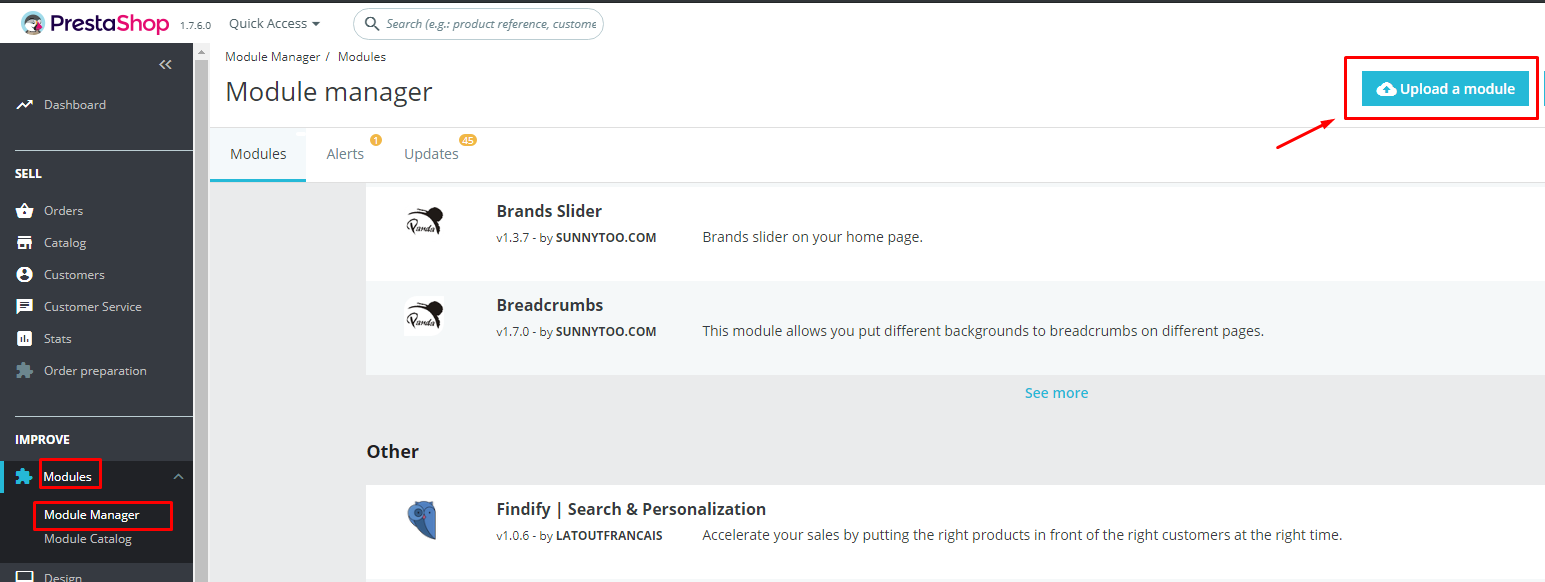 PrestaShop 1.7.6.0 Quick Access Search (e.g.: product reference, custome
Module Manager / Modules
Module manager
Upload a module
Dashboard
Modules Alerts 1 Updates 45
SELL
Orders
Catalog
Customers
Customer Service
Stats
Order preparation
IMPROVE
Modules
Module Manager
Module Catalog
Design
Panda
Brands Slider
v1.3.7 - by SUNNYTOO.COM Brands slider on your home page.
Panda
Breadcrumbs
v1.7.0 - by SUNNYTOO.COM This module allows you put different backgrounds to breadcrumbs on different pages.
See more
Other
Findify | Search & Personalization
v1.0.6 - by LATOUTFRANCAIS Accelerate your sales by putting the right products in front of the right customers at the right time.